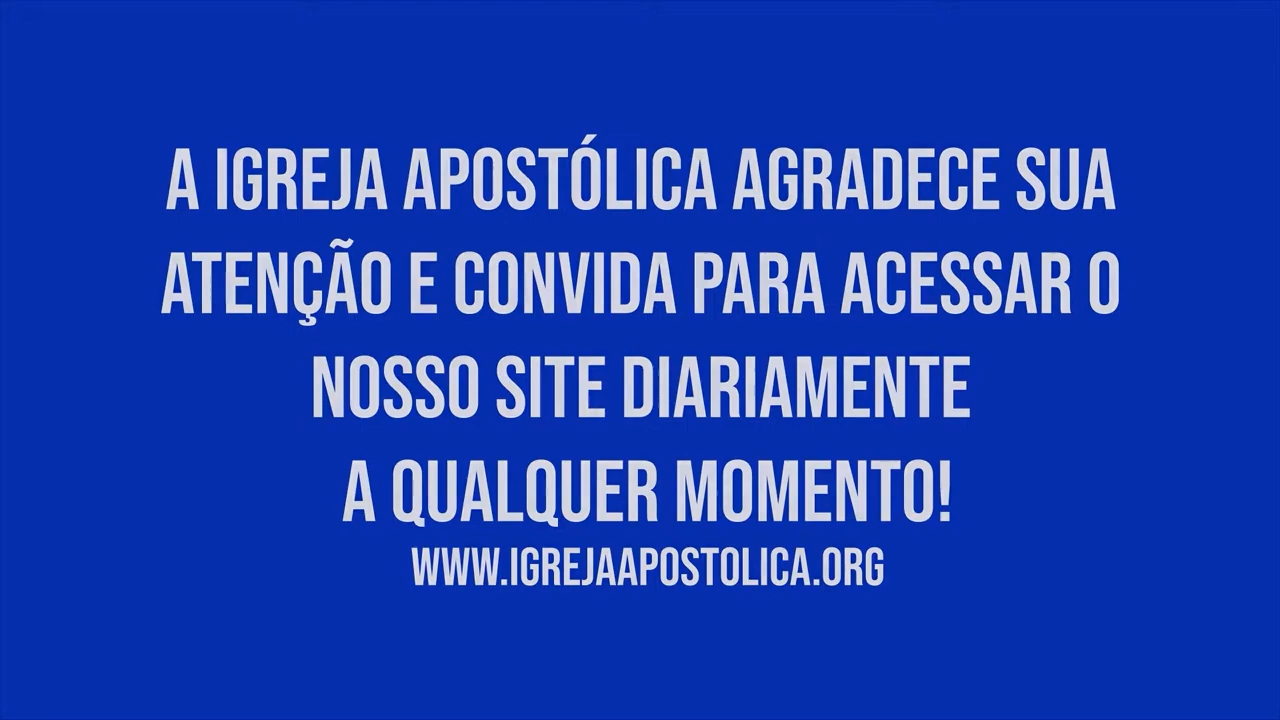 A IGREJA APOSTÓLICA AGRADECE SUA
ATENÇÃO E CONVIDA PARA ACESSAR O
NOSSO SITE DIARIAMENTE
A QUALQUER MOMENTO!
WWW.IGREJAAPOSTOLICA.ORG